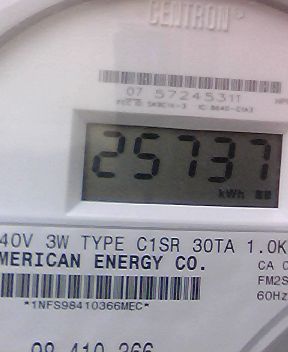 CENTRON®
07 57245311
25737
kWh
40V 3W TYPE C1SR 30TA 1.0K
MERICAN ENERGY CO.
CA 0
FM2S
60Hz
*1NFS98410366MEC*
98 410 366